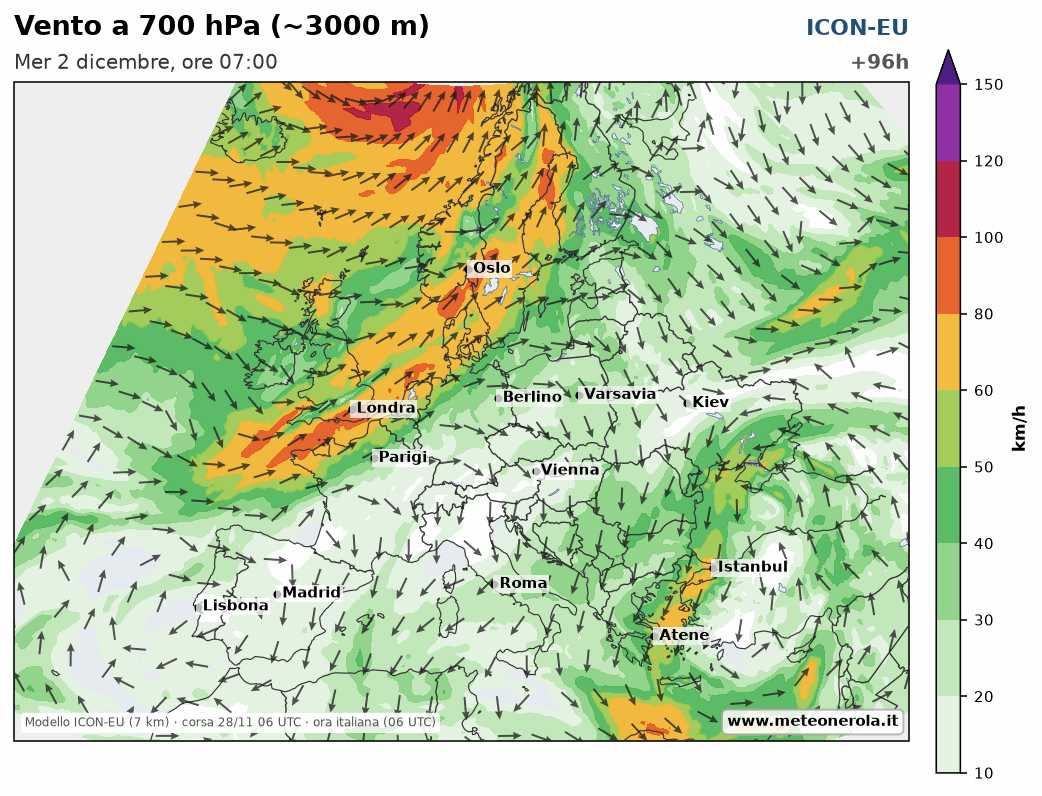 Vento a 700 hPa (~3000 m)
ICON-EU
Mer 2 dicembre, ore 07:00
+96h
150
120
100
80
60
50
40
30
20
10
km/h
Oslo
Berlino
Varsavia
Kiev
Londra
Parigi
Vienna
Istanbul
Roma
Madrid
Lisbona
Atene
Modello ICON-EU (7 km) · corsa 28/11 06 UTC · ora italiana (06 UTC)
www.meteonerola.it